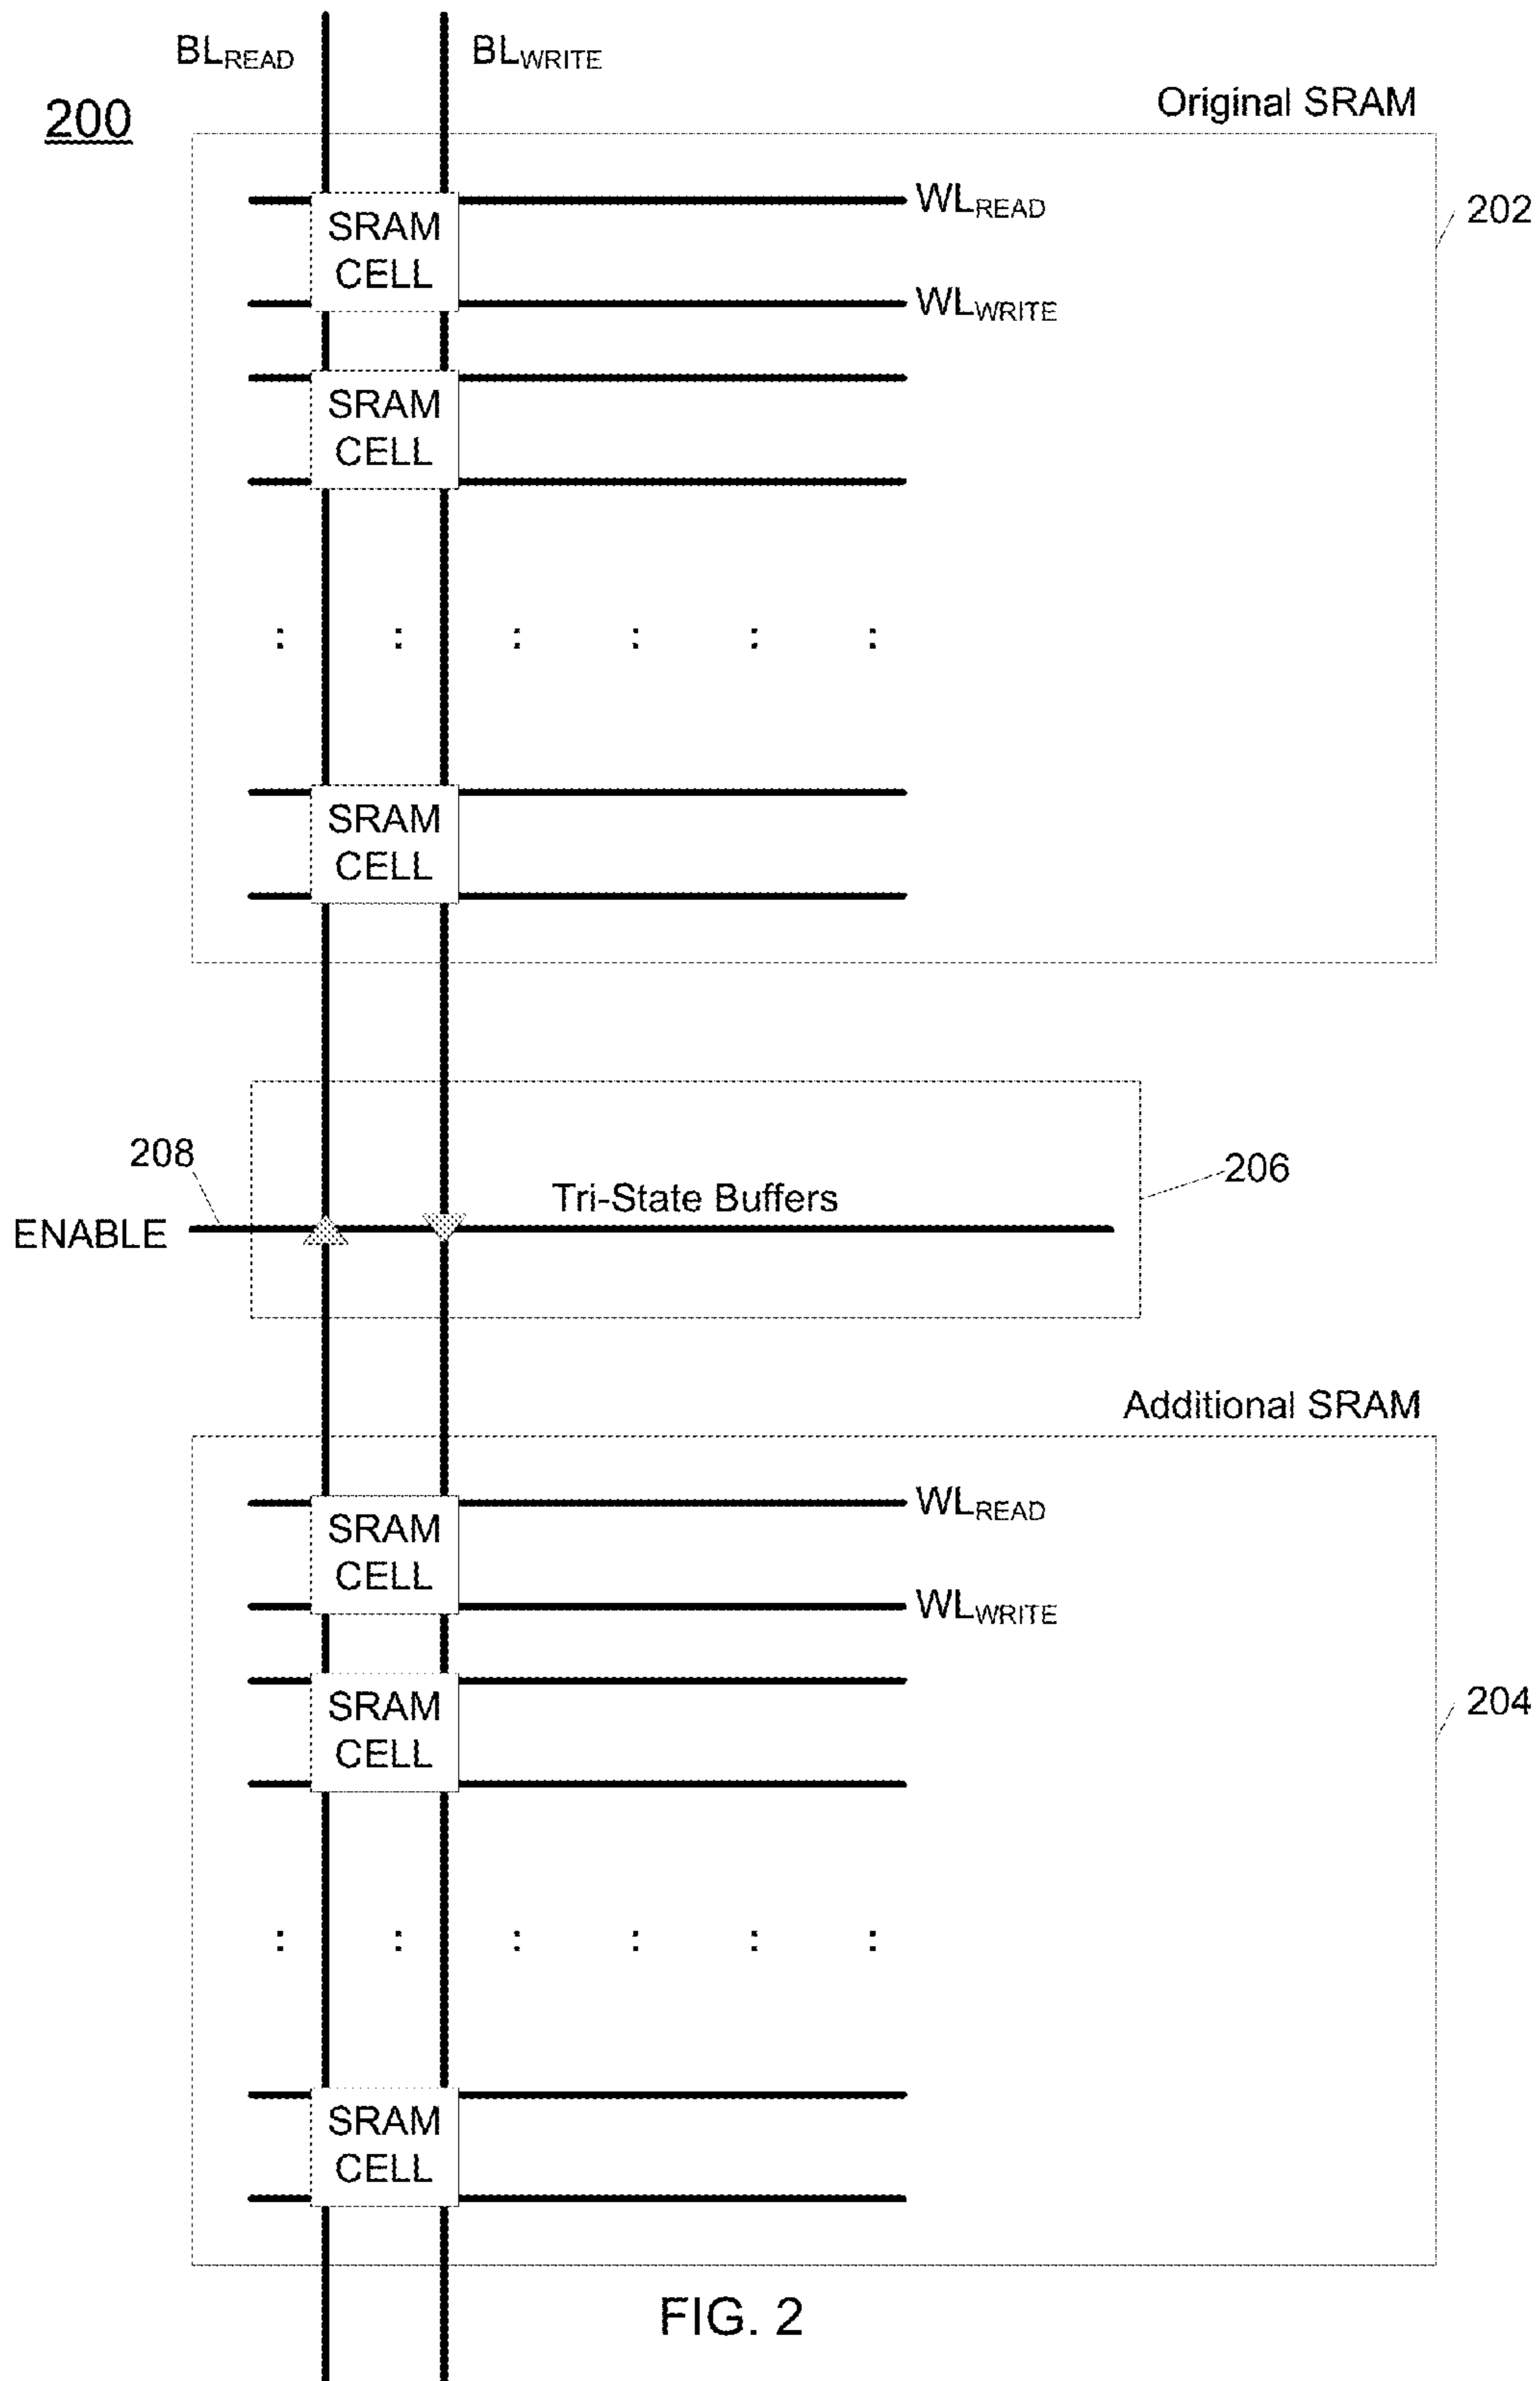 BLREAD
BLWRITE
200
Original SRAM
WLREAD
202
SRAM
CELL
WLWRITE
SRAM
CELL
: : : : : :
SRAM
CELL
208
206
Tri-State Buffers
ENABLE
Additional SRAM
WLREAD
SRAM
CELL
WLWRITE
SRAM
CELL
204
: : : : : :
SRAM
CELL
FIG. 2